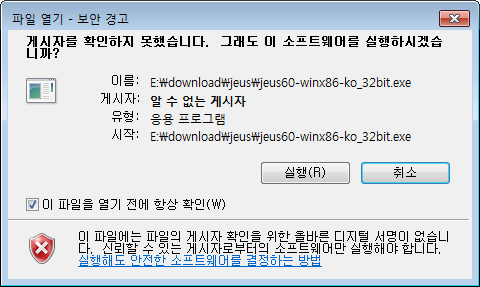 파일 열기 - 보안 경고
게시자를 확인하지 못했습니다. 그래도 이 소프트웨어를 실행하시겠습
니까?
이름: E:\download\jeus\jeus60-winx86-ko_32bit.exe
게시자: 알 수 없는 게시자
유형: 응용 프로그램
시작: E:\download\jeus\jeus60-winx86-ko_32bit.exe
실행(R) 취소
이 파일을 열기 전에 항상 확인(W)
이 파일에는 파일의 게시자 확인을 위한 올바른 디지털 서명이 없습니
다. 신뢰할 수 있는 게시자로부터의 소프트웨어만 실행해야 합니다.
실행해도 안전한 소프트웨어를 결정하는 방법